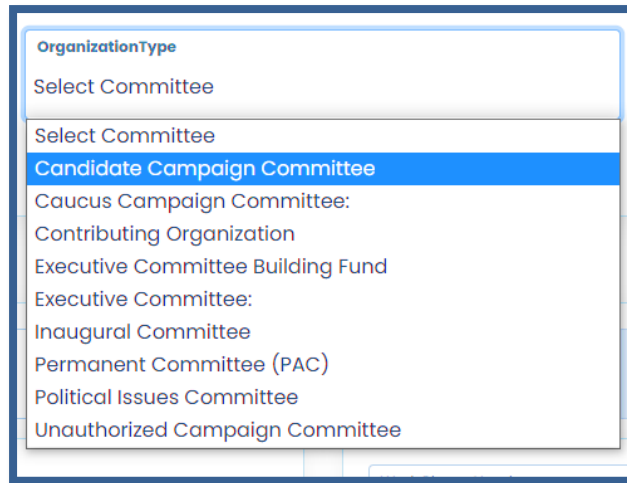 OrganizationType
Select Committee
Select Committee
Candidate Campaign Committee
Caucus Campaign Committee:
Contributing Organization
Executive Committee Building Fund
Executive Committee:
Inaugural Committee
Permanent Committee (PAC)
Political Issues Committee
Unauthorized Campaign Committee